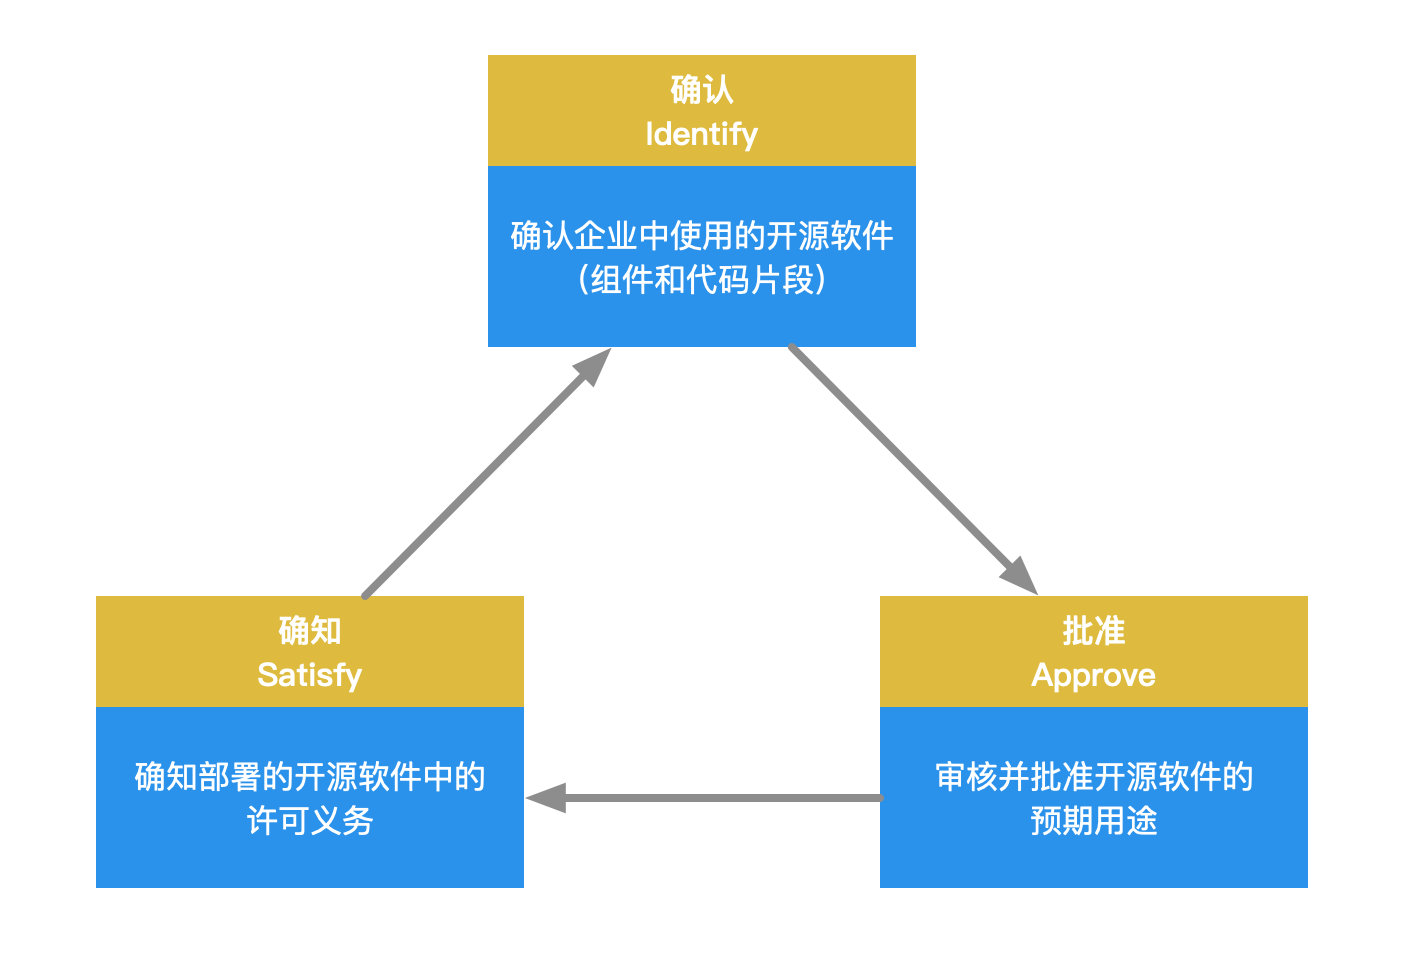 确认
Identify
确认企业中使用的开源软件
（组件和代码片段）
确知
Satisfy
确知部署的开源软件中的
许可义务
批准
Approve
审核并批准开源软件的
预期用途